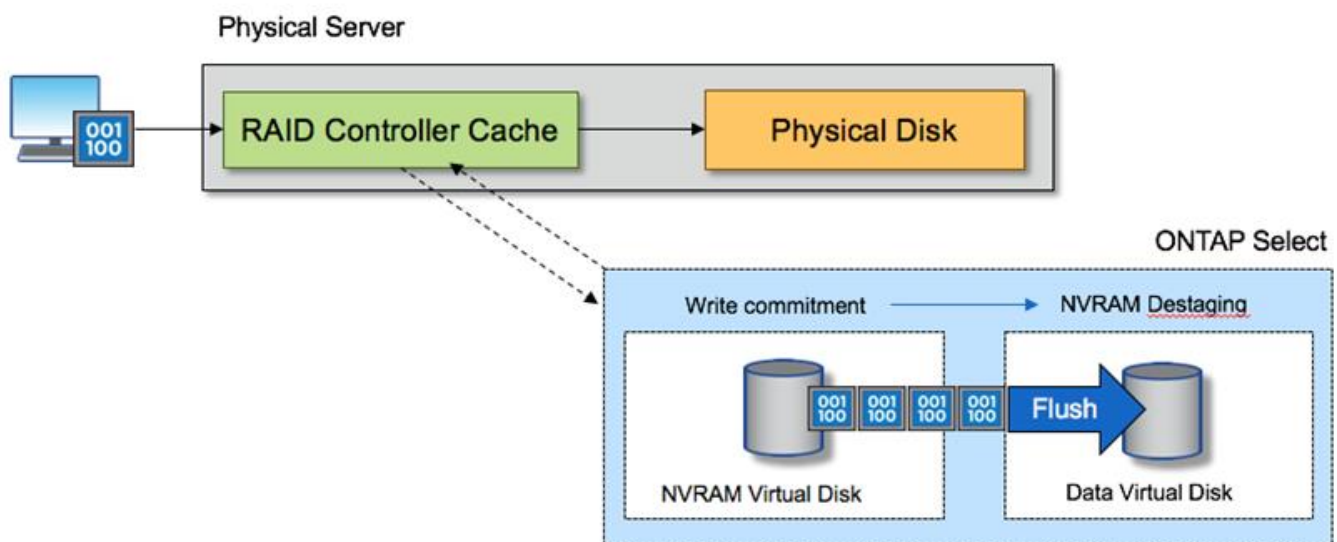 Physical Server
001
100
RAID Controller Cache
Physical Disk
ONTAP Select
Write commitment
NVRAM Destaging
001
100
001
100
001
100
001
100
Flush
NVRAM Virtual Disk
Data Virtual Disk